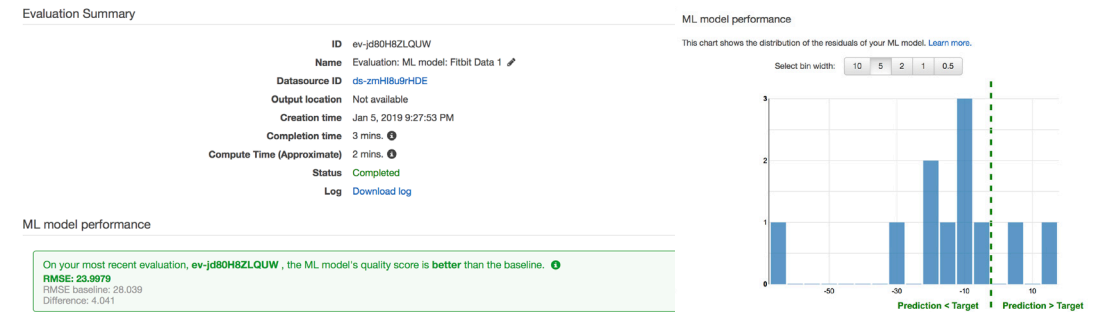 Evaluation Summary
ID ev-jd80H8ZLQUW
Name Evaluation: ML model: Fitbit Data 1
Datasource ID ds-zmHI8u9rHDE
Output location Not available
Creation time Jan 5, 2019 9:27:53 PM
Completion time 3 mins.
Compute Time (Approximate) 2 mins.
Status Completed
Log Download log
ML model performance
On your most recent evaluation, ev-jd80H8ZLQUW , the ML model's quality score is better than the baseline.
RMSE: 23.9979
RMSE baseline: 28.039
Difference: 4.041
ML model performance
This chart shows the distribution of the residuals of your ML model. Learn more.
Select bin width: 10 5 2 1 0.5
3
2
1
0
-50 -30 -10 10
Prediction < Target Prediction > Target